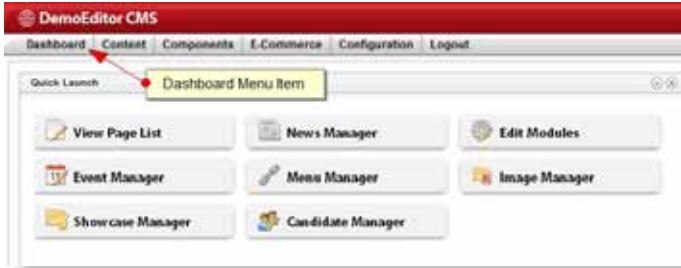 DemoEditor CMS
Dashboard Content Components E-Commerce Configuration Logout
Quick Launch
Dashboard Menu Item
View Page List News Manager Edit Modules
Event Manager Menu Manager Image Manager
Showcase Manager Candidate Manager